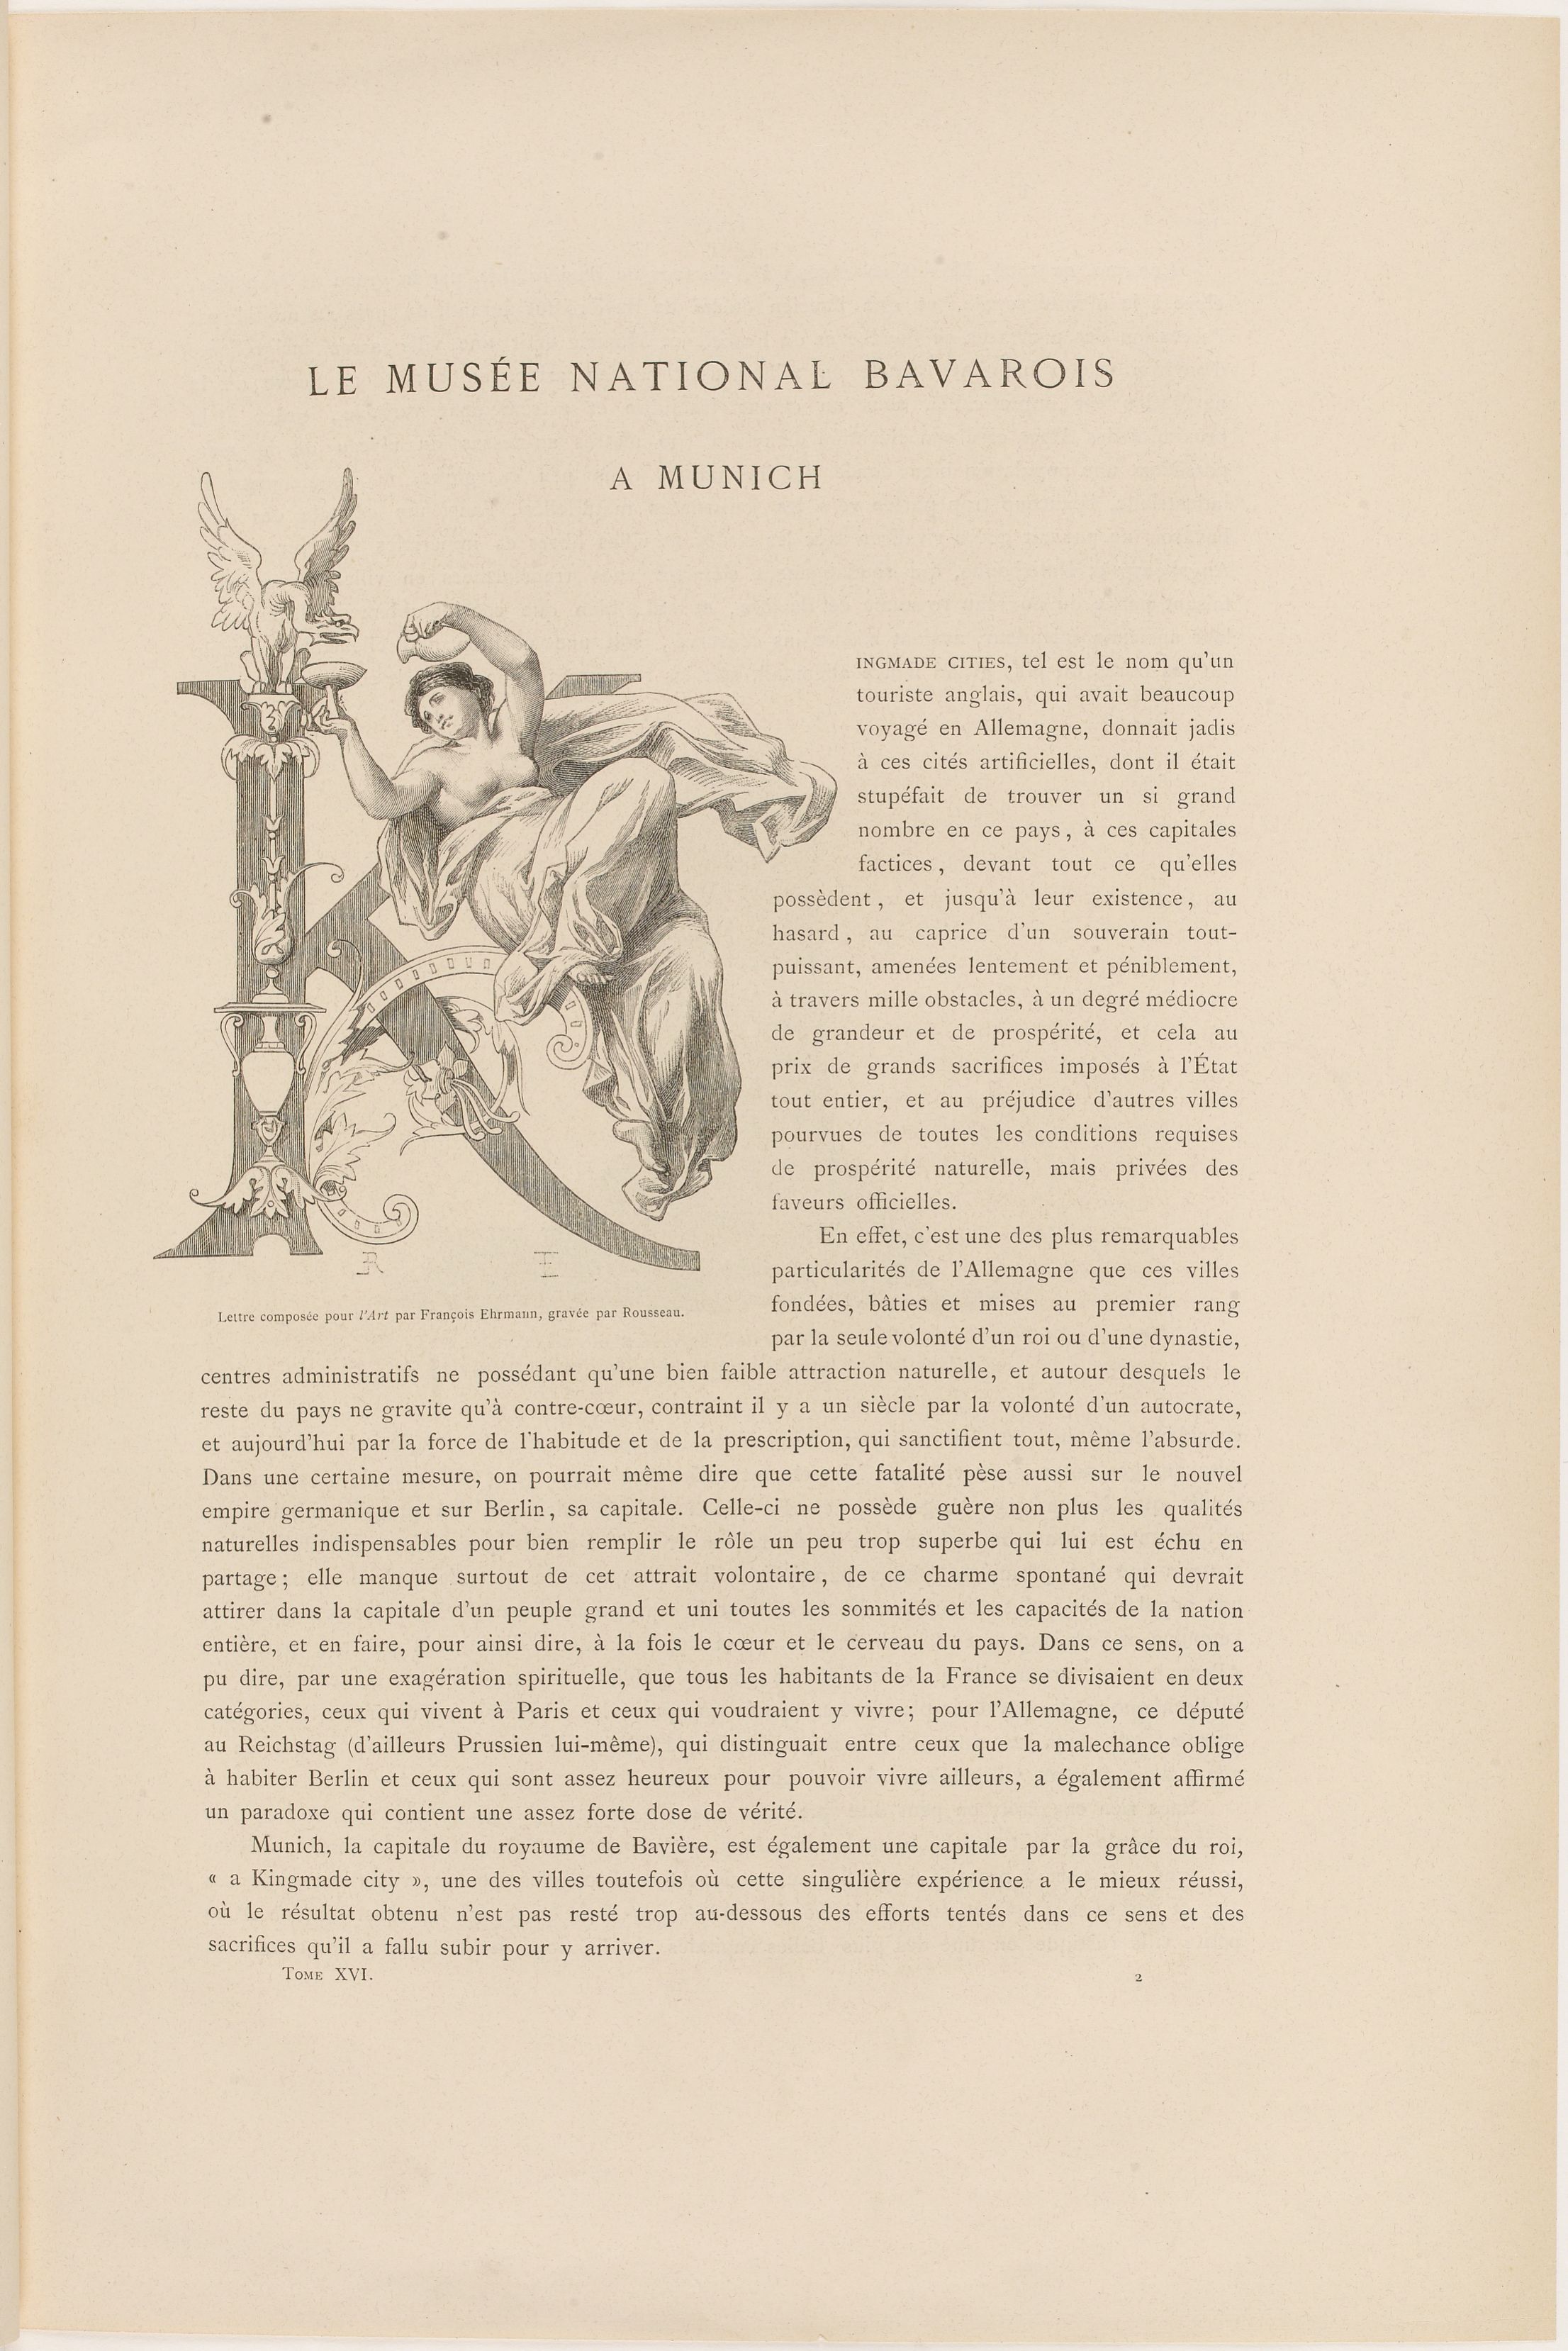 LE MUSÉE NATIONAL BAVAROIS
A MUNICH
KINGMADE CITIES, tel est le nom qu'un
touriste anglais, qui avait beaucoup
voyagé en Allemagne, donnait jadis
à ces cités artificielles, dont il était
stupéfait de trouver un si grand
nombre en ce pays, à ces capitales
factices, devant tout ce qu'elles
possèdent, et jusqu'à leur existence, au
hasard, au caprice d'un souverain tout-
puissant, amenées lentement et péniblement,
à travers mille obstacles, à un degré médiocre
de grandeur et de prospérité, et cela au
prix de grands sacrifices imposés à l'État
tout entier, et au préjudice d'autres villes
pourvues de toutes les conditions requises
de prospérité naturelle, mais privées des
faveurs officielles.
En effet, c'est une des plus remarquables
particularités de l'Allemagne que ces villes
fondées, bâties et mises au premier rang
par la seule volonté d'un roi ou d'une dynastie,
R E
Lettre composée pour l'Art par François Ehrmann, gravée par Rousseau.
centres administratifs ne possédant qu'une bien faible attraction naturelle, et autour desquels le
reste du pays ne gravite qu'à contre-cœur, contraint il y a un siècle par la volonté d'un autocrate,
et aujourd'hui par la force de l'habitude et de la prescription, qui sanctifient tout, même l'absurde.
Dans une certaine mesure, on pourrait même dire que cette fatalité pèse aussi sur le nouvel
empire germanique et sur Berlin, sa capitale. Celle-ci ne possède guère non plus les qualités
naturelles indispensables pour bien remplir le rôle un peu trop superbe qui lui est échu en
partage; elle manque surtout de cet attrait volontaire, de ce charme spontané qui devrait
attirer dans la capitale d'un peuple grand et uni toutes les sommités et les capacités de la nation
entière, et en faire, pour ainsi dire, à la fois le cœur et le cerveau du pays. Dans ce sens, on a
pu dire, par une exagération spirituelle, que tous les habitants de la France se divisaient en deux
catégories, ceux qui vivent à Paris et ceux qui voudraient y vivre; pour l'Allemagne, ce député
au Reichstag (d'ailleurs Prussien lui-même), qui distinguait entre ceux que la malechance oblige
à habiter Berlin et ceux qui sont assez heureux pour pouvoir vivre ailleurs, a également affirmé
un paradoxe qui contient une assez forte dose de vérité.
Munich, la capitale du royaume de Bavière, est également une capitale par la grâce du roi,
« a Kingmade city », une des villes toutefois où cette singulière expérience a le mieux réussi,
où le résultat obtenu n'est pas resté trop au-dessous des efforts tentés dans ce sens et des
sacrifices qu'il a fallu subir pour y arriver.
TOME XVI. 2